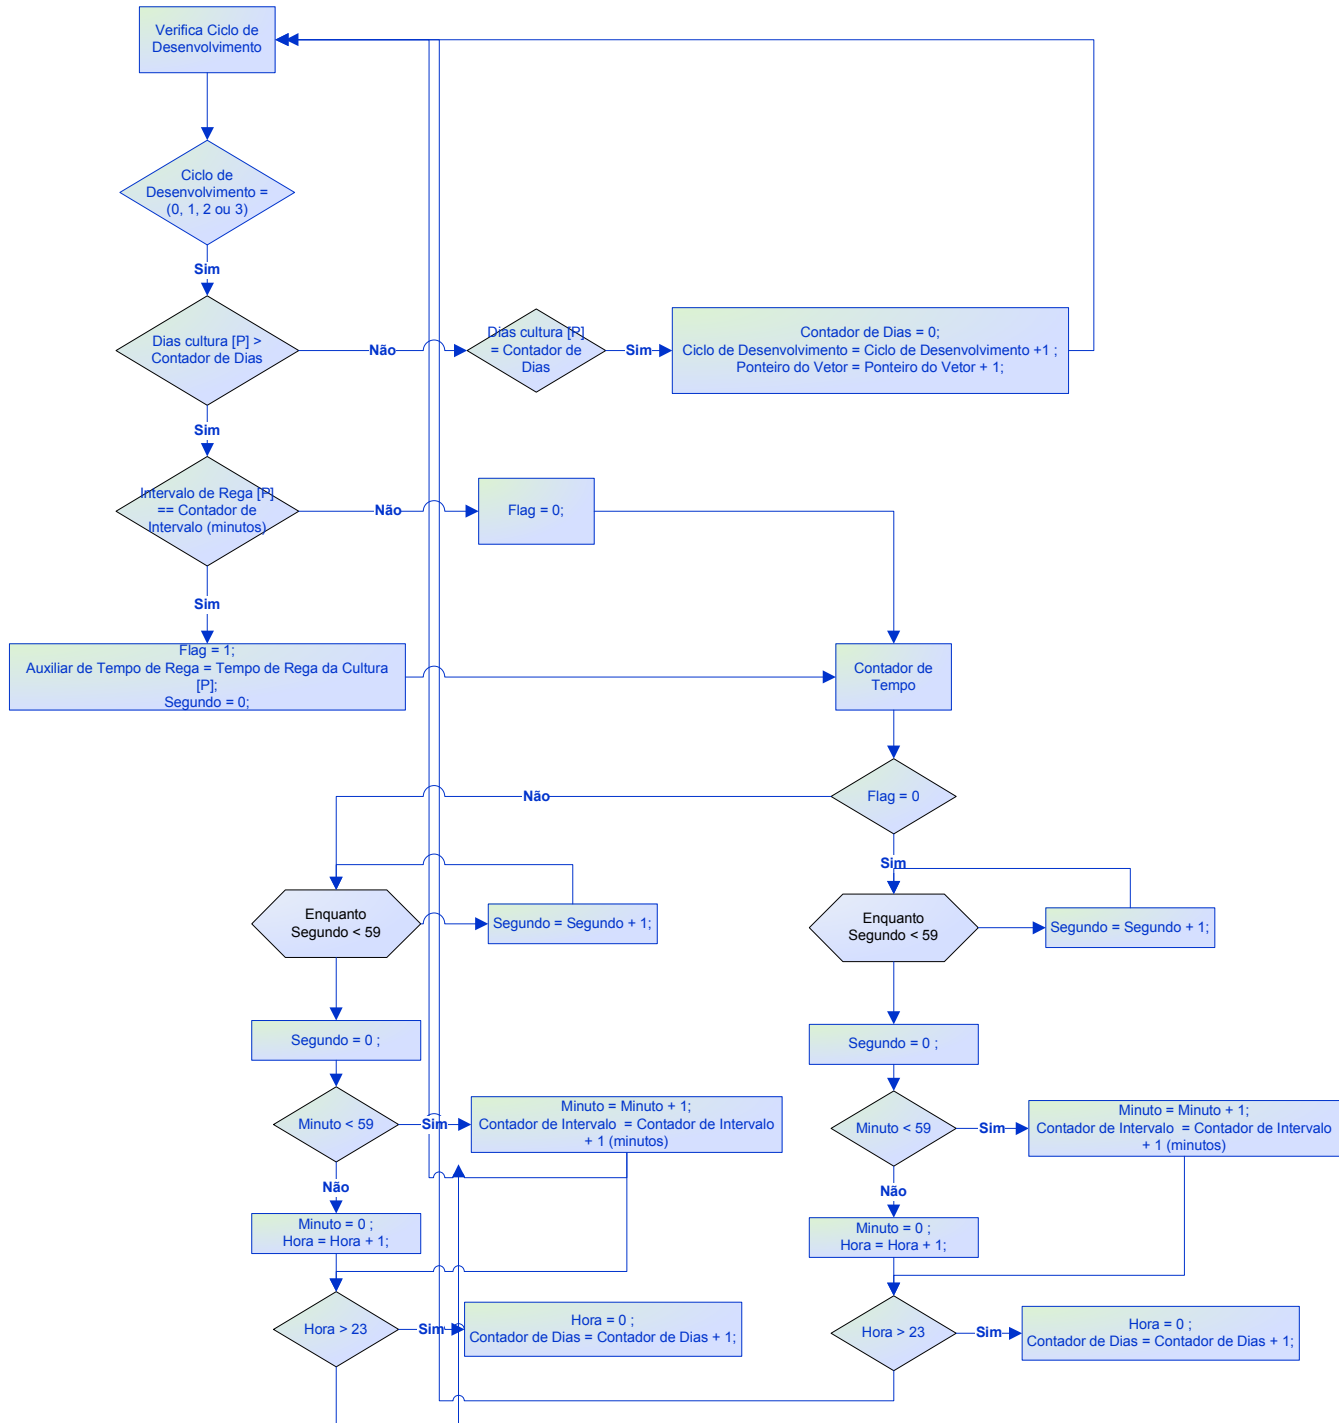 Verifica Ciclo de
Desenvolvimento
Ciclo de
Desenvolvimento =
(0, 1, 2 ou 3)
Sim
Dias cultura [P] >
Contador de Dias
Não
Dias cultura [P]
= Contador de
Dias
Sim
Contador de Dias = 0;
Ciclo de Desenvolvimento = Ciclo de Desenvolvimento +1 ;
Ponteiro do Vetor = Ponteiro do Vetor + 1;
Sim
Intervalo de Rega [P]
== Contador de
Intervalo (minutos)
Não
Flag = 0;
Sim
Flag = 1;
Auxiliar de Tempo de Rega = Tempo de Rega da Cultura
[P];
Segundo = 0;
Contador de
Tempo
Flag = 0
Não
Sim
Enquanto
Segundo < 59
Segundo = Segundo + 1;
Enquanto
Segundo < 59
Segundo = Segundo + 1;
Segundo = 0 ;
Segundo = 0 ;
Minuto < 59
Sim
Minuto = Minuto + 1;
Contador de Intervalo  = Contador de Intervalo
+ 1 (minutos)
Minuto < 59
Sim
Minuto = Minuto + 1;
Contador de Intervalo  = Contador de Intervalo
+ 1 (minutos)
Não
Não
Minuto = 0 ;
Hora = Hora + 1;
Minuto = 0 ;
Hora = Hora + 1;
Hora > 23
Sim
Hora = 0 ;
Contador de Dias = Contador de Dias + 1;
Hora > 23
Sim
Hora = 0 ;
Contador de Dias = Contador de Dias + 1;